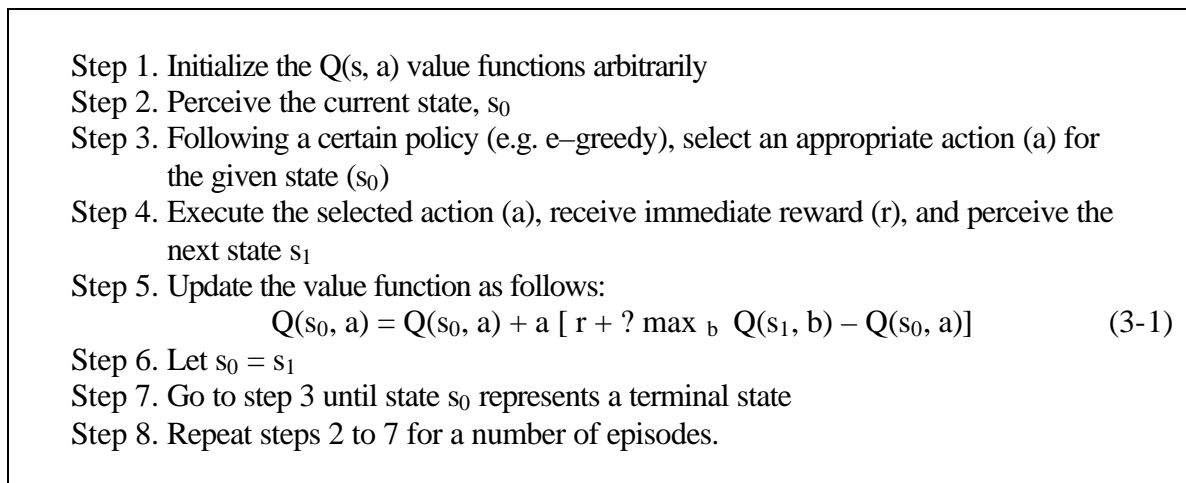 Step 1. Initialize the Q(s, a) value functions arbitrarily
Step 2. Perceive the current state, s₀
Step 3. Following a certain policy (e.g. e–greedy), select an appropriate action (a) for
the given state (s₀)
Step 4. Execute the selected action (a), receive immediate reward (r), and perceive the
next state s₁
Step 5. Update the value function as follows:
Q(s₀, a) = Q(s₀, a) + a [ r + ? max b Q(s₁, b) – Q(s₀, a)] (3-1)
Step 6. Let s₀ = s₁
Step 7. Go to step 3 until state s₀ represents a terminal state
Step 8. Repeat steps 2 to 7 for a number of episodes.